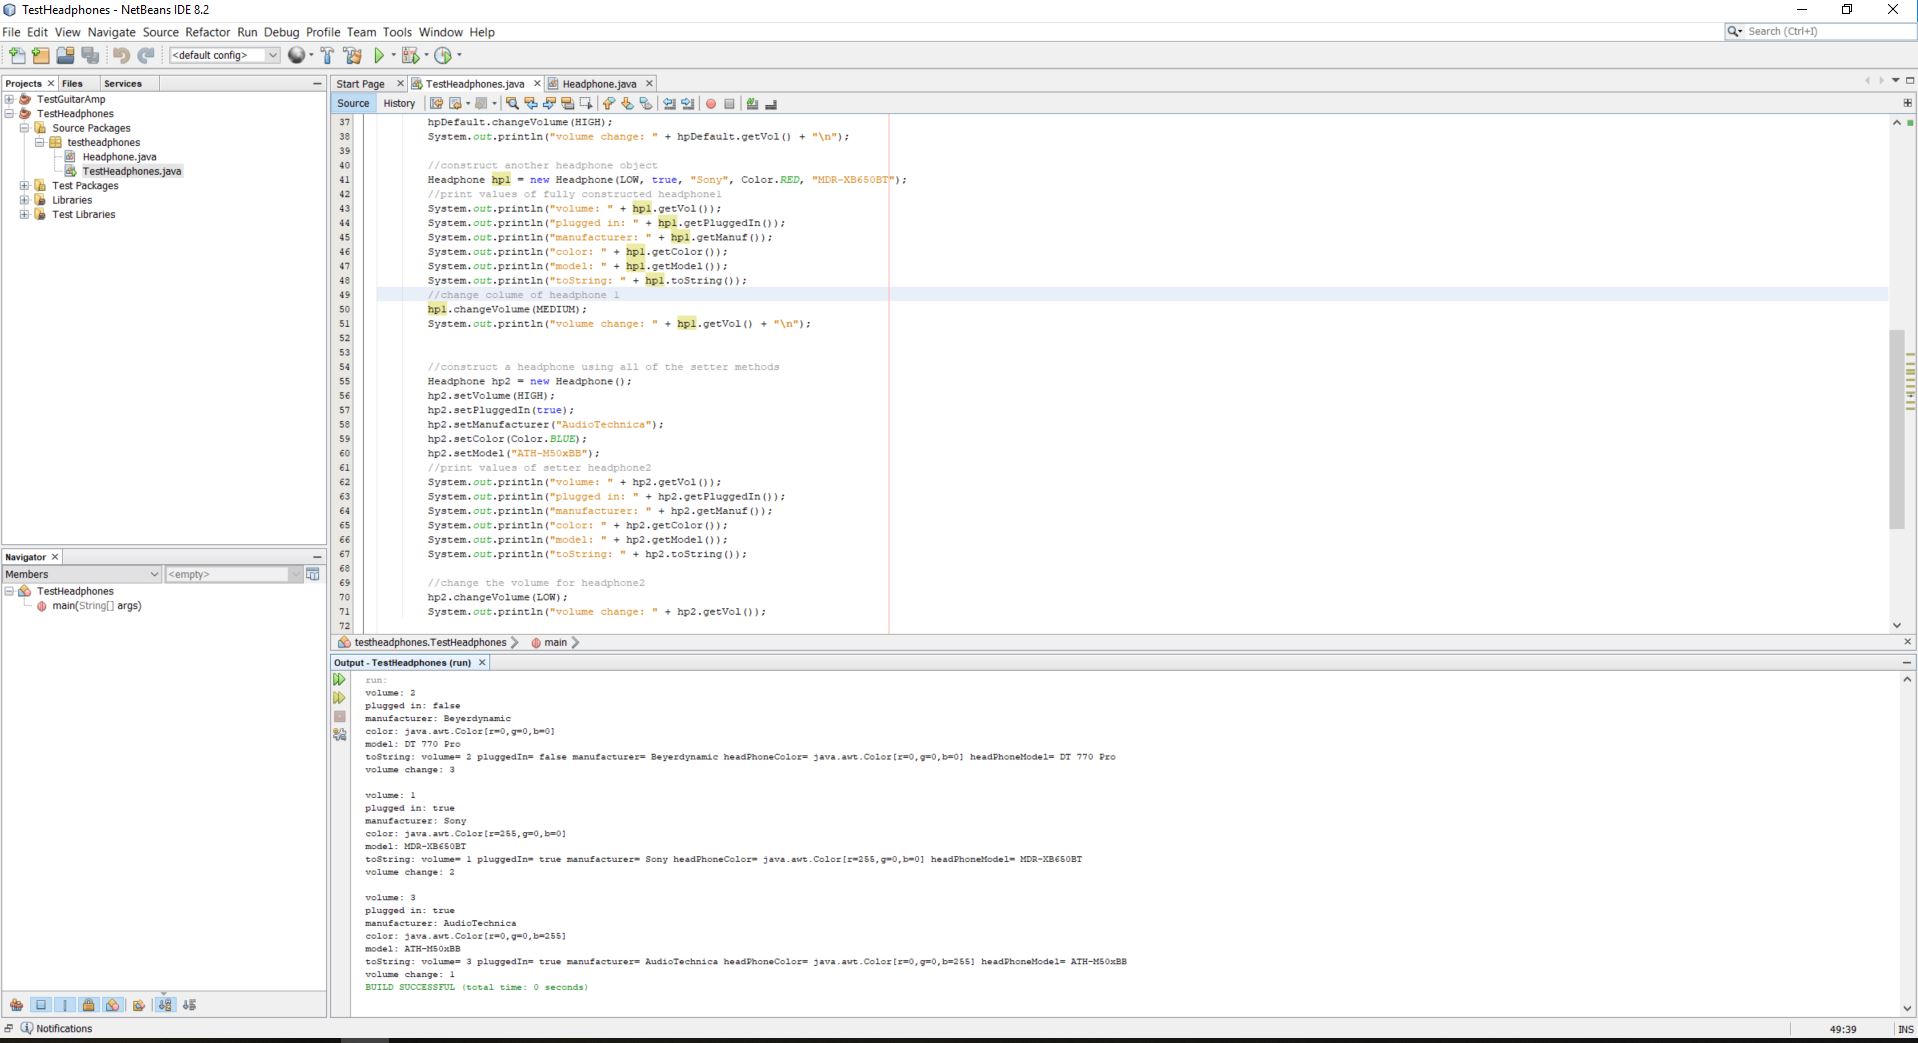 TestHeadphones - NetBeans IDE 8.2
File Edit View Navigate Source Refactor Run Debug Profile Team Tools Window Help
Search (Ctrl+I)
<default config>
Projects Files Services
TestGuitarAmp
TestHeadphones
Source Packages
testheadphones
Headphone.java
TestHeadphones.java
Test Packages
Libraries
Test Libraries
Navigator
Members <empty>
TestHeadphones
main(String[] args)
Start Page TestHeadphones.java Headphone.java
Source History
37 hpDefault.changeVolume(HIGH);
38 System.out.println("volume change: " + hpDefault.getVol() + "\n");
39
40 //construct another headphone object
41 Headphone hp1 = new Headphone(LOW, true, "Sony", Color.RED, "MDR-XB650BT");
42 //print values of fully constructed headphone1
43 System.out.println("volume: " + hp1.getVol());
44 System.out.println("plugged in: " + hp1.getPluggedIn());
45 System.out.println("manufacturer: " + hp1.getManuf());
46 System.out.println("color: " + hp1.getColor());
47 System.out.println("model: " + hp1.getModel());
48 System.out.println("toString: " + hp1.toString());
49 //change colume of headphone 1
50 hp1.changeVolume(MEDIUM);
51 System.out.println("volume change: " + hp1.getVol() + "\n");
52
53
54 //construct a headphone using all of the setter methods
55 Headphone hp2 = new Headphone();
56 hp2.setVolume(HIGH);
57 hp2.setPluggedIn(true);
58 hp2.setManufacturer("AudioTechnica");
59 hp2.setColor(Color.BLUE);
60 hp2.setModel("ATH-M50xBB");
61 //print values of setter headphone2
62 System.out.println("volume: " + hp2.getVol());
63 System.out.println("plugged in: " + hp2.getPluggedIn());
64 System.out.println("manufacturer: " + hp2.getManuf());
65 System.out.println("color: " + hp2.getColor());
66 System.out.println("model: " + hp2.getModel());
67 System.out.println("toString: " + hp2.toString());
68
69 //change the volume for headphone2
70 hp2.changeVolume(LOW);
71 System.out.println("volume change: " + hp2.getVol());
72
testheadphones.TestHeadphones main
Output - TestHeadphones (run)
run:
volume: 2
plugged in: false
manufacturer: Beyerdynamic
color: java.awt.Color[r=0,g=0,b=0]
model: DT 770 Pro
toString: volume= 2 pluggedIn= false manufacturer= Beyerdynamic headPhoneColor= java.awt.Color[r=0,g=0,b=0] headPhoneModel= DT 770 Pro
volume change: 3
volume: 1
plugged in: true
manufacturer: Sony
color: java.awt.Color[r=255,g=0,b=0]
model: MDR-XB650BT
toString: volume= 1 pluggedIn= true manufacturer= Sony headPhoneColor= java.awt.Color[r=255,g=0,b=0] headPhoneModel= MDR-XB650BT
volume change: 2
volume: 3
plugged in: true
manufacturer: AudioTechnica
color: java.awt.Color[r=0,g=0,b=255]
model: ATH-M50xBB
toString: volume= 3 pluggedIn= true manufacturer= AudioTechnica headPhoneColor= java.awt.Color[r=0,g=0,b=255] headPhoneModel= ATH-M50xBB
volume change: 1
BUILD SUCCESSFUL (total time: 0 seconds)
Notifications
49:39 INS